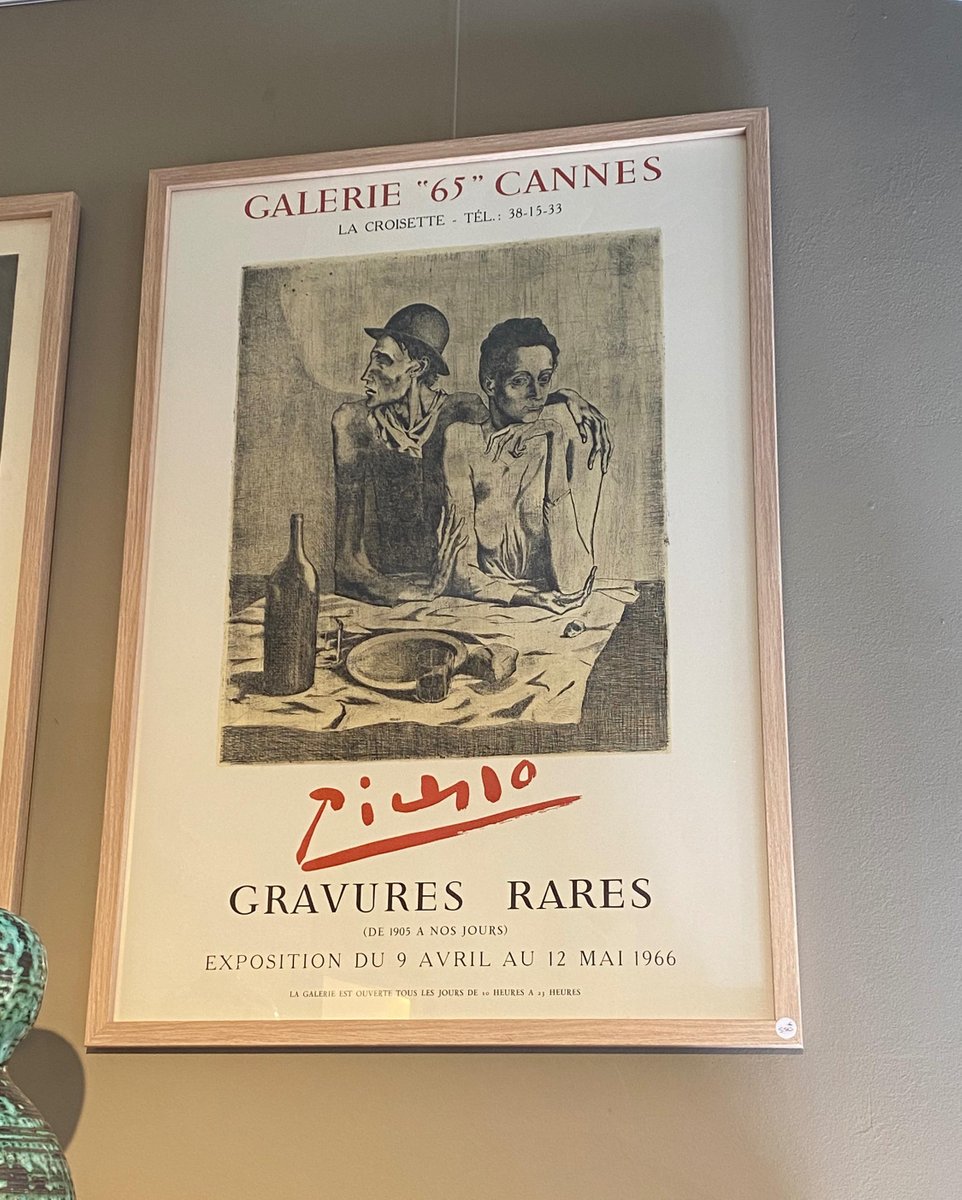 GALERIE “65” CANNES
LA CROISETTE - TÉL.: 38-15-33
Picasso
GRAVURES RARES
(DE 1905 A NOS JOURS)
EXPOSITION DU 9 AVRIL AU 12 MAI 1966
LA GALERIE EST OUVERTE TOUS LES JOURS DE 10 HEURES A 23 HEURES